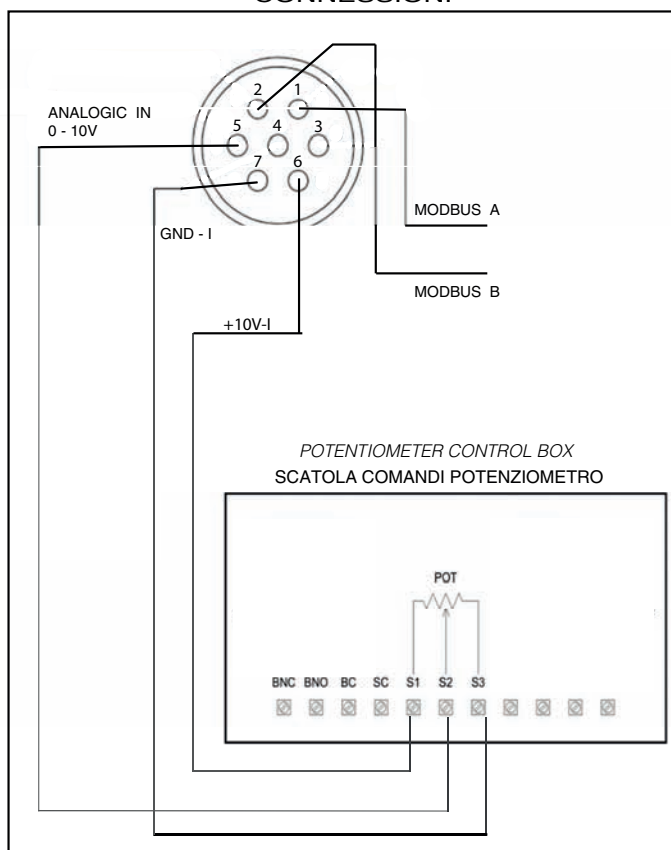 CONNESSIONI
2 1
ANALOGIC IN
0 - 10V
5 4 3
7 6
GND - I
MODBUS A
MODBUS B
+10V-I
POTENTIOMETER CONTROL BOX
SCATOLA COMANDI POTENZIOMETRO
POT
BNC BNO BC SC S1 S2 S3